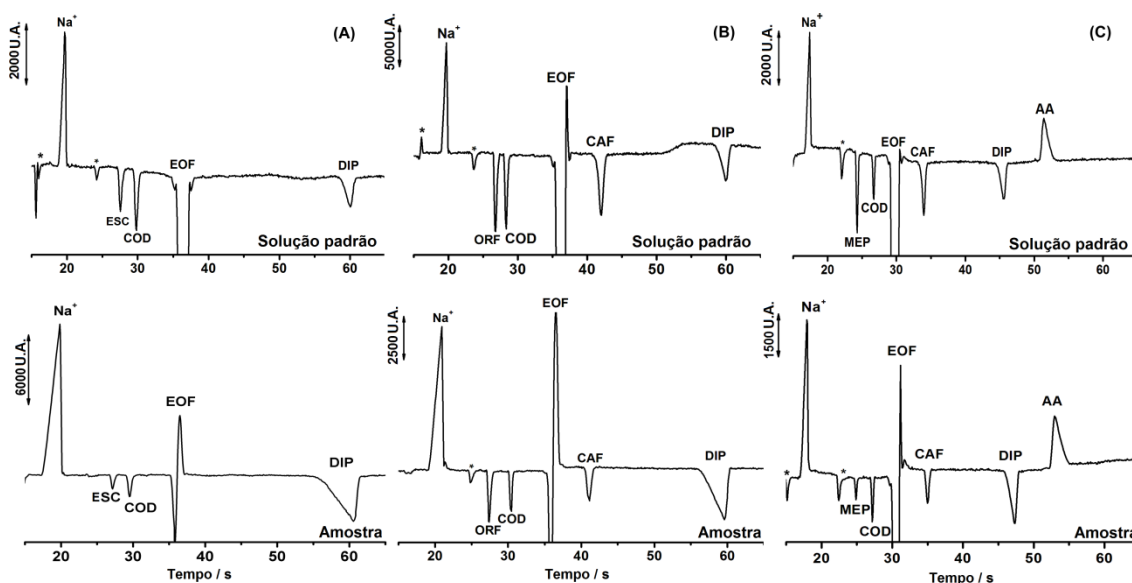 2000 U.A.
Na⁺
(A)
*
*
ESC
COD
EOF
DIP
Solução padrão
20 30 40 50 60
5000 U.A.
Na⁺
(B)
*
*
ORF
COD
EOF
CAF
DIP
Solução padrão
20 30 40 50 60
2000 U.A.
Na⁺
(C)
*
MEP
COD
EOF
CAF
DIP
AA
Solução padrão
20 30 40 50 60
6000 U.A.
Na⁺
ESC
COD
EOF
DIP
Amostra
20 30 40 50 60
Tempo / s
2500 U.A.
Na⁺
*
ORF
COD
EOF
CAF
DIP
Amostra
20 30 40 50 60
Tempo / s
1500 U.A.
Na⁺
*
*
MEP
COD
EOF
CAF
DIP
AA
Amostra
20 30 40 50 60
Tempo / s